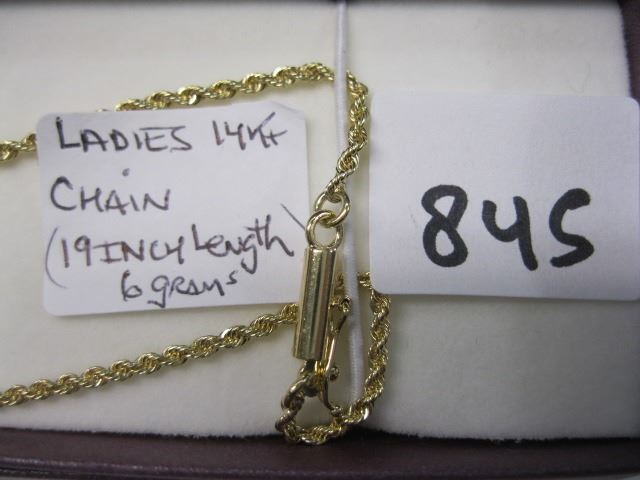 LADIES 14Kt
CHAIN
(19 INCH Length)
6 grams
845